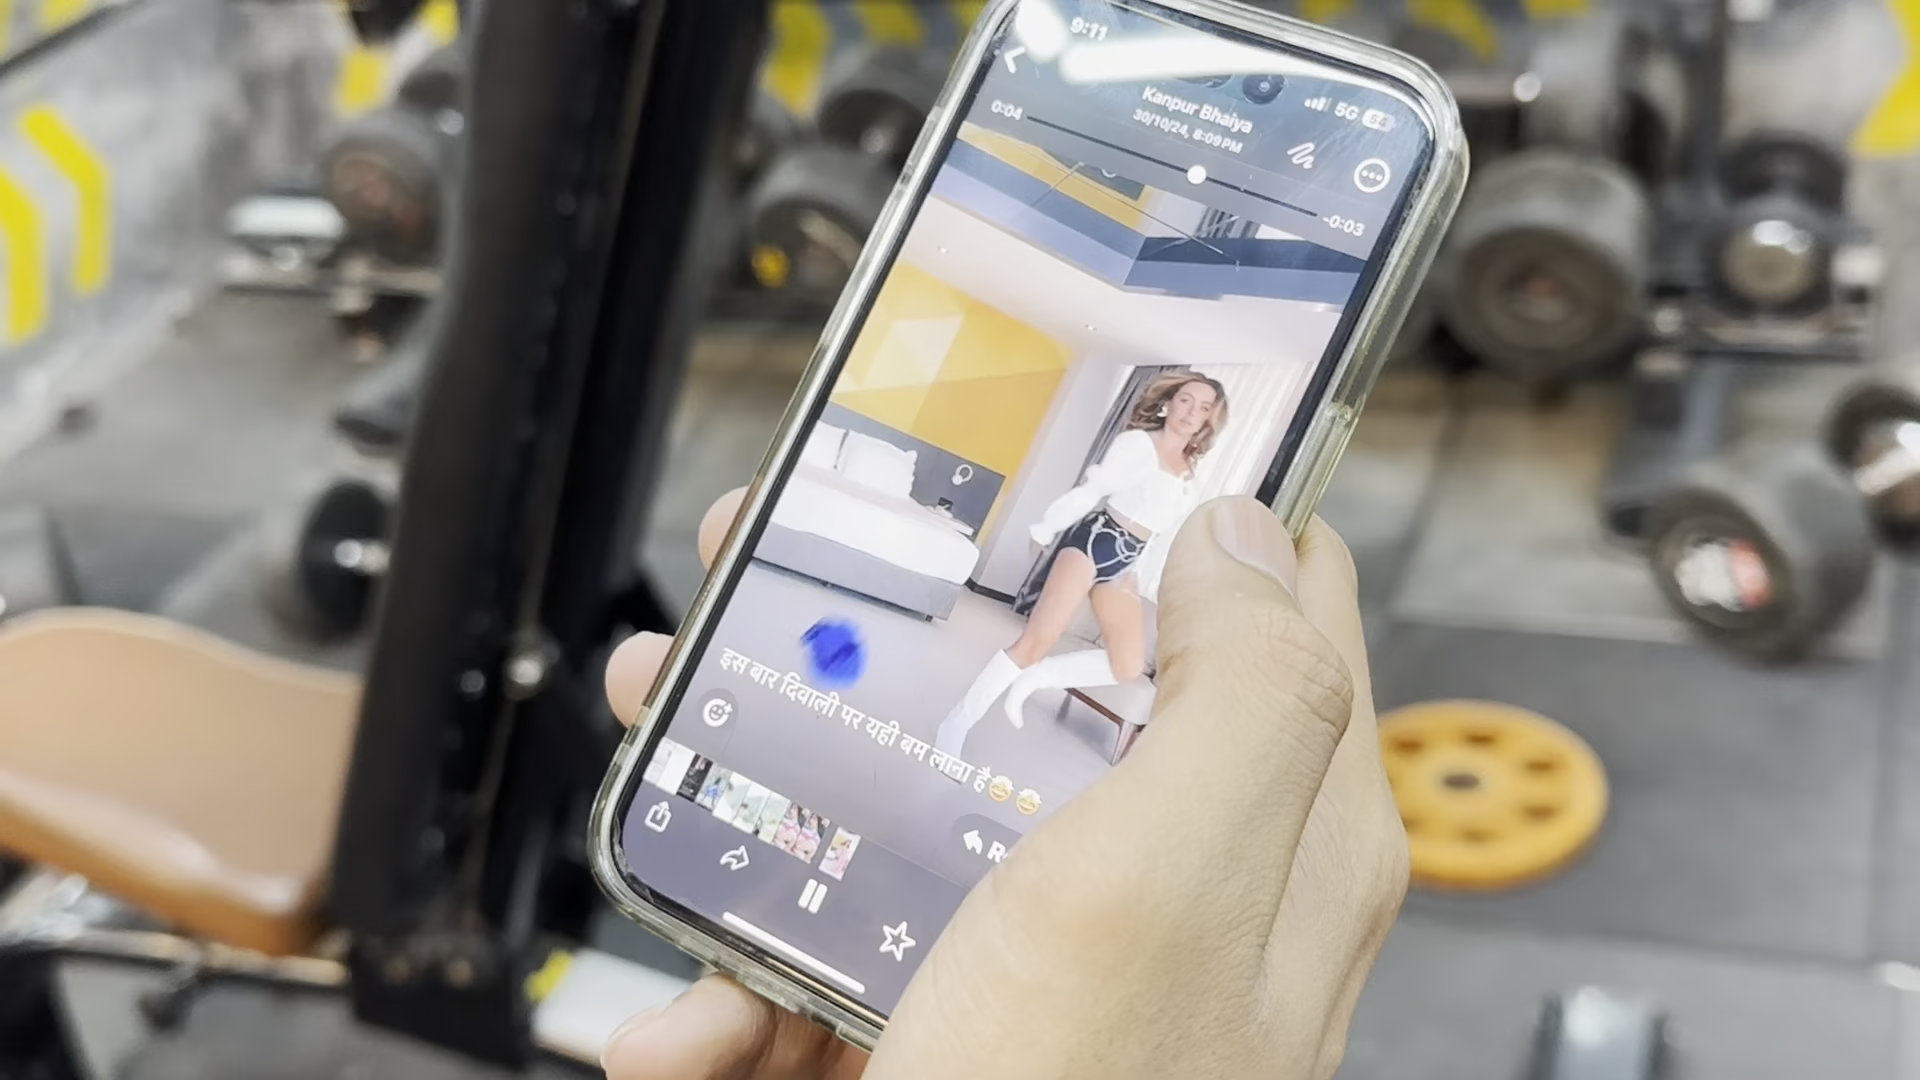 9:11
5G 54
Kanpur Bhaiya
30/10/24, 8:09 PM
0:04
-0:03
इस बार दिवाली पर यही बम लाना है🤩🤩